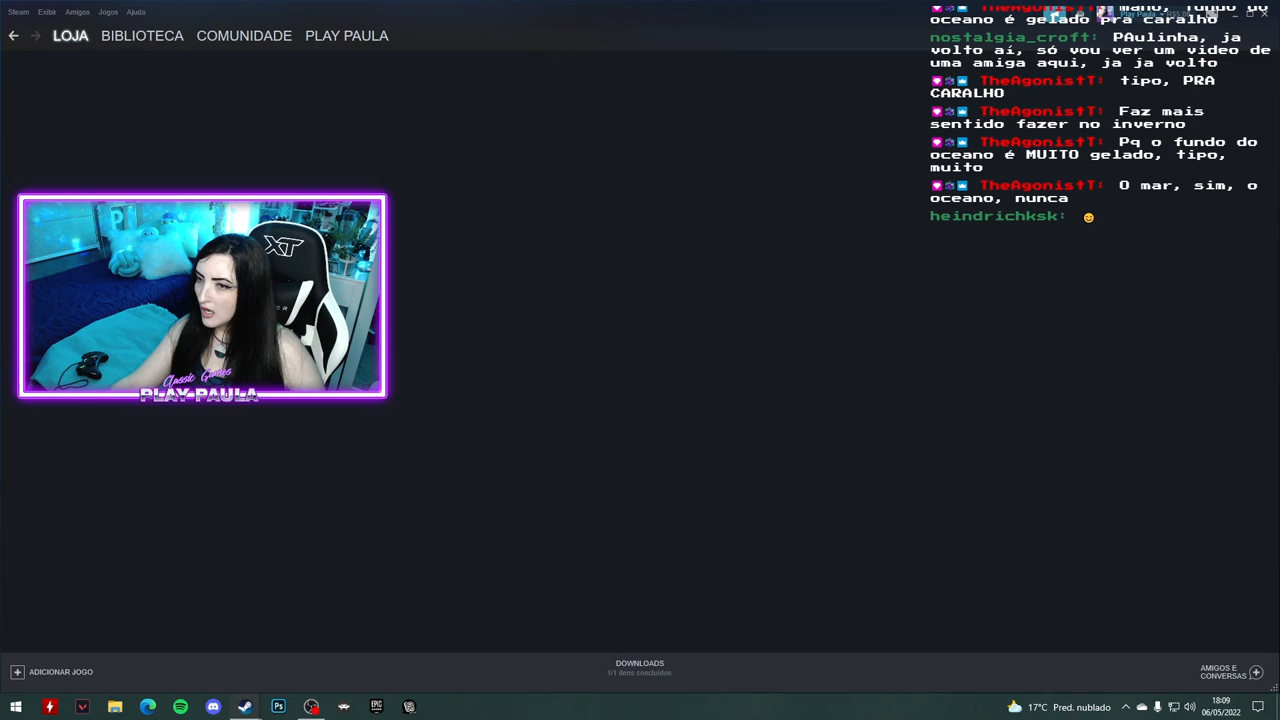 Steam Exibir Amigos Jogos Ajuda
LOJA BIBLIOTECA COMUNIDADE PLAY PAULA
Play Paula
oceano é gelado pra caralho
nostalgia_croft: PAulinha, ja
volto aí, só vou ver um video de
uma amiga aqui, ja ja volto
TheAgonistT: tipo, PRA
CARALHO
TheAgonistT: Faz mais
sentido fazer no inverno
TheAgonistT: Pq o fundo do
oceano é MUITO gelado, tipo,
muito
TheAgonistT: O mar, sim, o
oceano, nunca
heindrichksk: 😊
XT
Classic Games
PLAY PAULA
ADICIONAR JOGO
DOWNLOADS
1/1 itens concluídos
AMIGOS E
CONVERSAS
Ps
EPIC
17°C Pred. nublado
18:09
06/05/2022